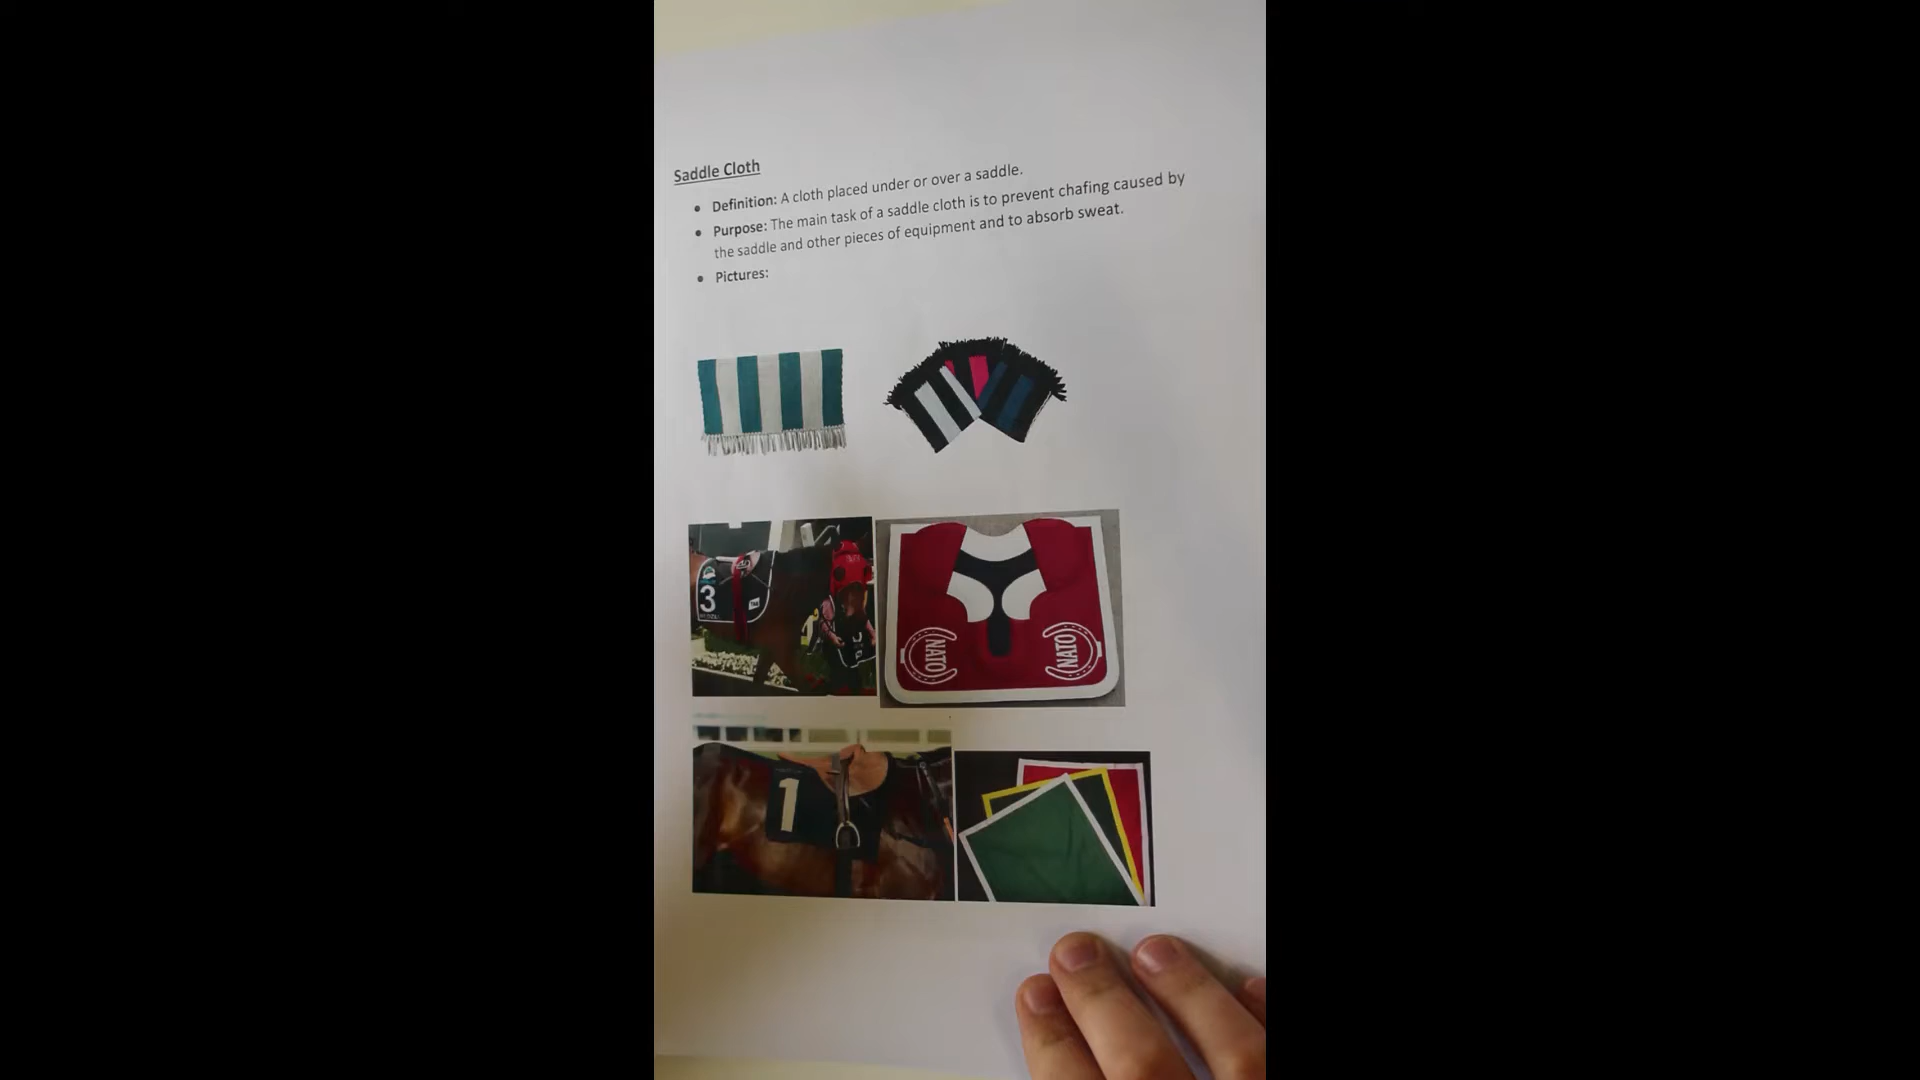 Saddle Cloth
• Definition: A cloth placed under or over a saddle.
• Purpose: The main task of a saddle cloth is to prevent chafing caused by
the saddle and other pieces of equipment and to absorb sweat.
• Pictures:
3
NATO
NATO
1